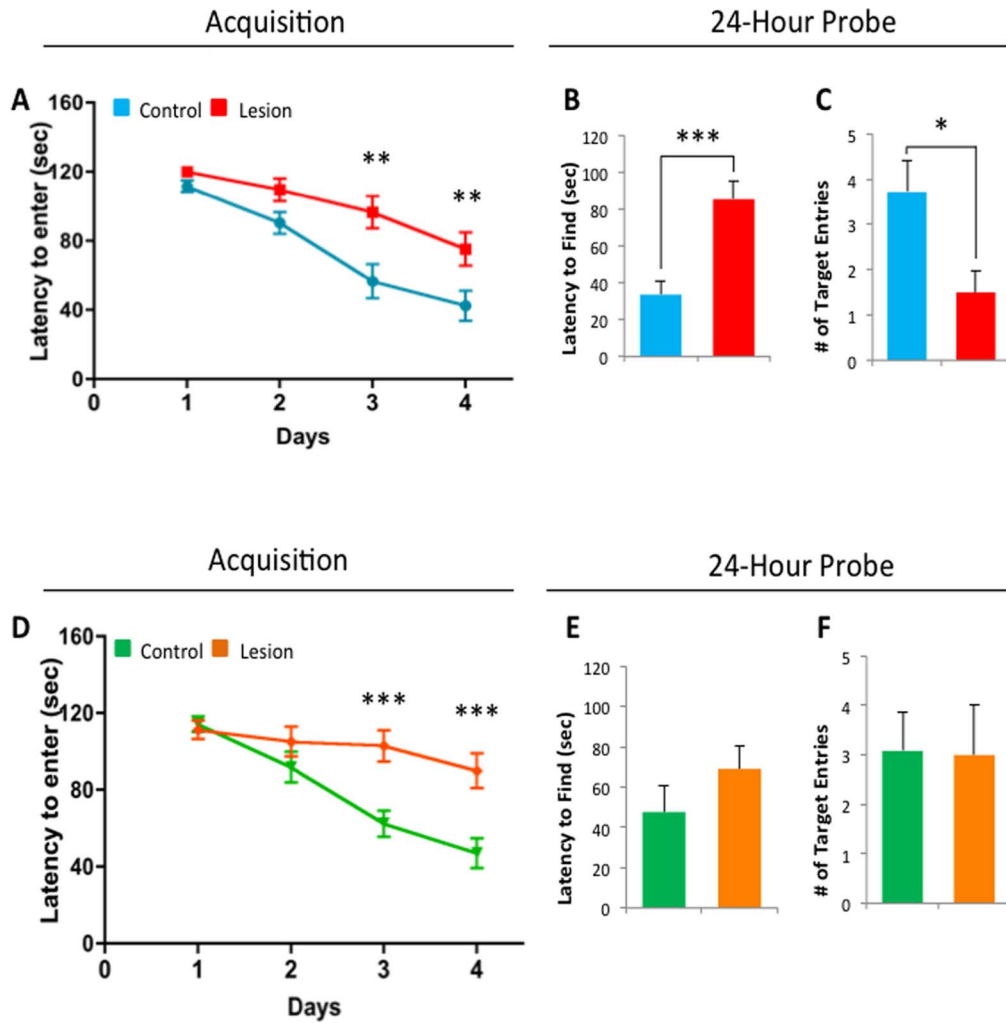 Acquisition
24-Hour Probe
A
Control Lesion
Latency to enter (sec)
160
120
80
40
0
** **
0 1 2 3 4
Days
B
Latency to Find (sec)
120
100
80
60
40
20
0
***
C
# of Target Entries
5
4
3
2
1
0
*
Acquisition
24-Hour Probe
D
Control Lesion
Latency to enter (sec)
160
120
80
40
0
*** ***
0 1 2 3 4
Days
E
Latency to Find (sec)
120
100
80
60
40
20
0
F
# of Target Entries
5
4
3
2
1
0